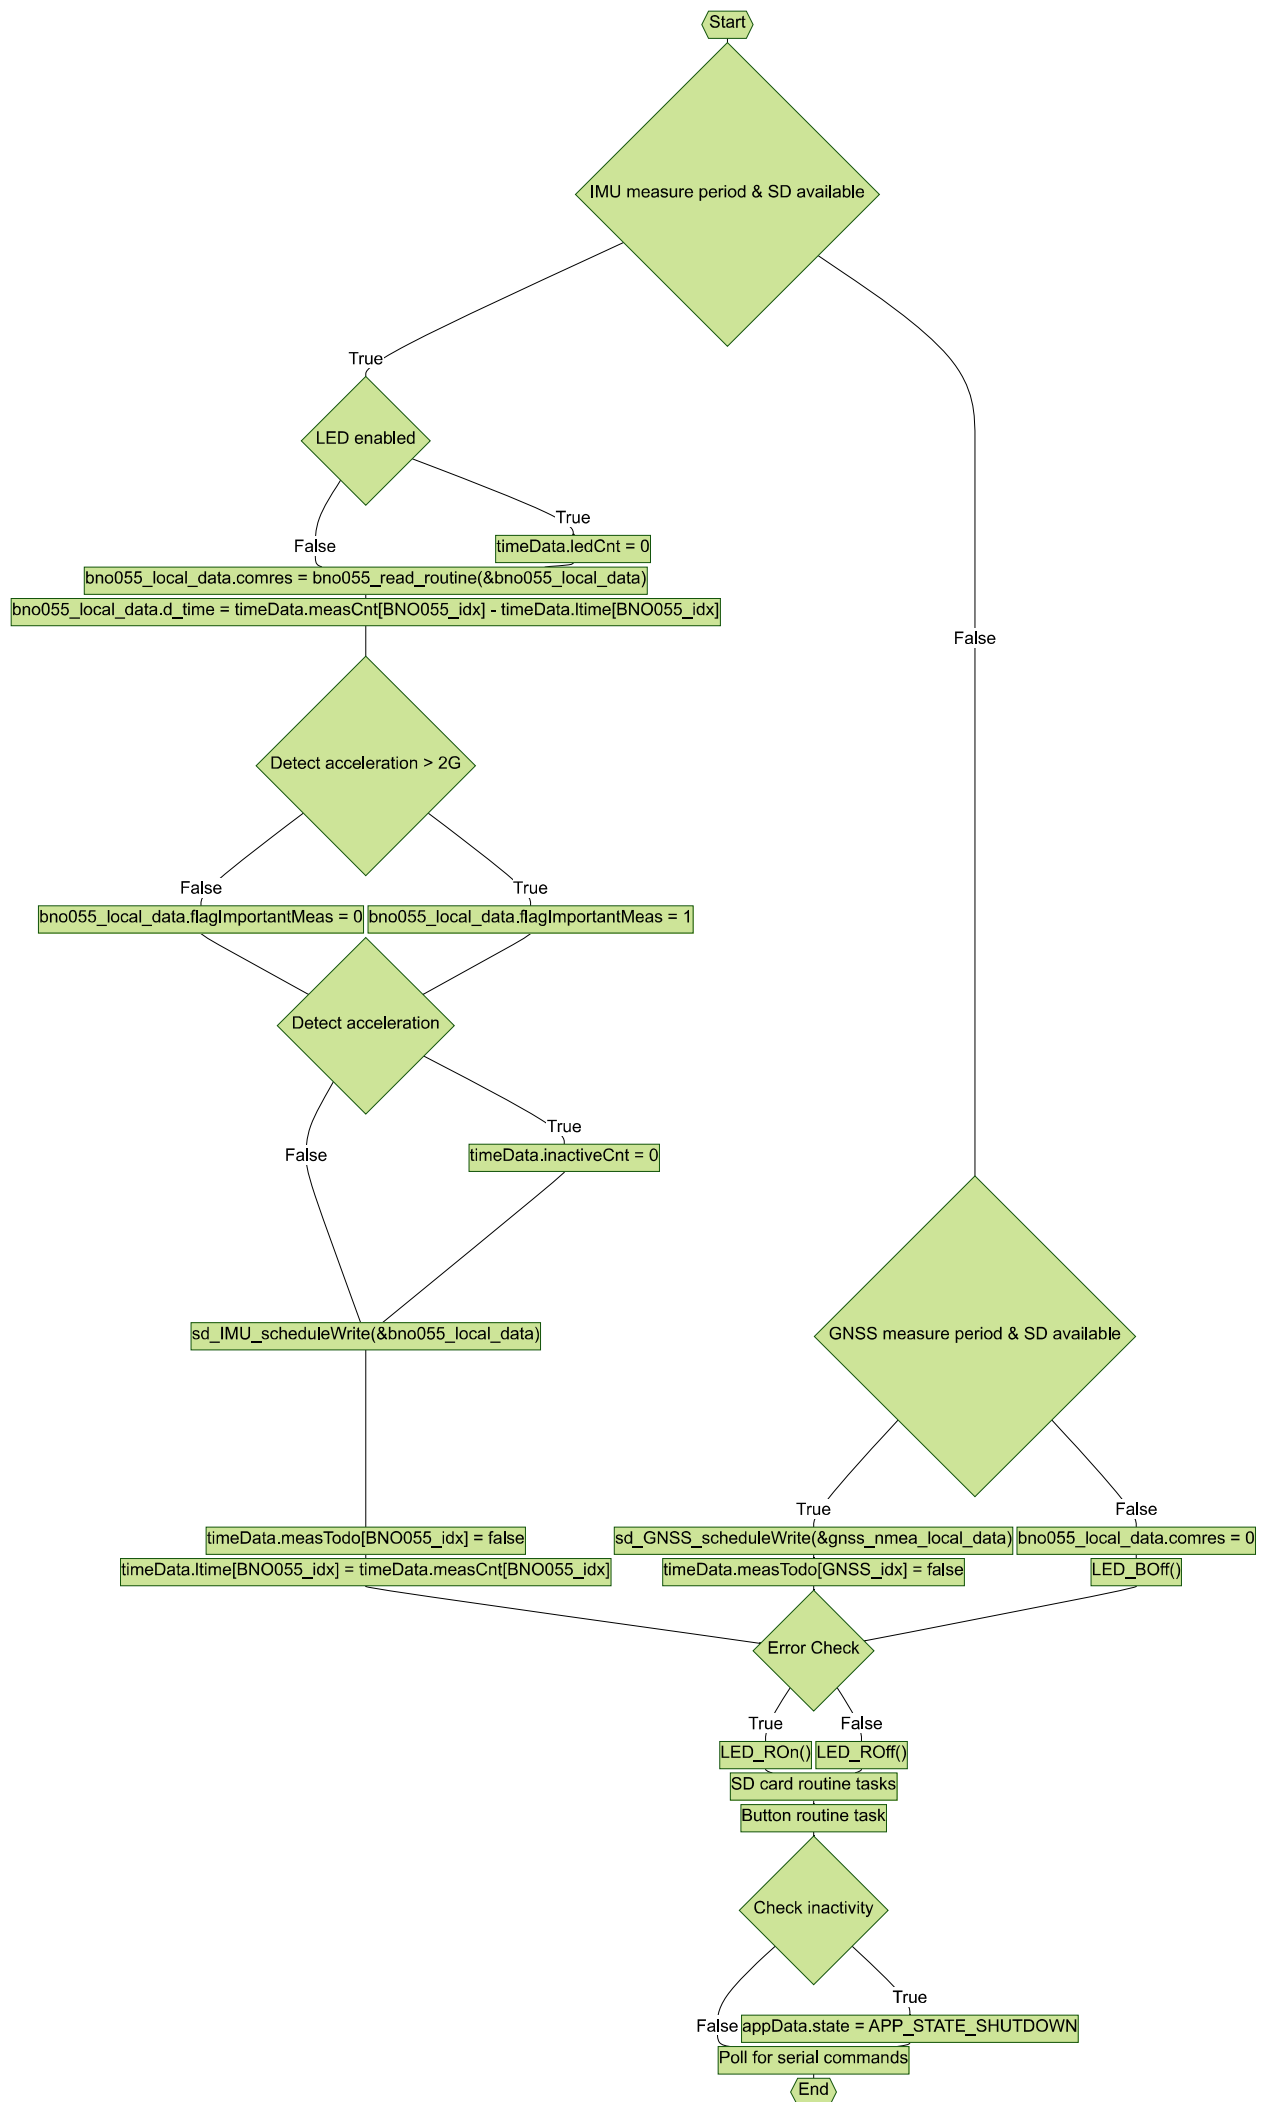 Start
IMU measure period & SD available
True
LED enabled
True
False
timeData.ledCnt = 0
bno055_local_data.comres = bno055_read_routine(&bno055_local_data)
bno055_local_data.d_time = timeData.measCnt[BNO055_idx] - timeData.ltime[BNO055_idx]
False
Detect acceleration > 2G
False
True
bno055_local_data.flagImportantMeas = 0
bno055_local_data.flagImportantMeas = 1
Detect acceleration
True
False
timeData.inactiveCnt = 0
sd_IMU_scheduleWrite(&bno055_local_data)
GNSS measure period & SD available
True
False
timeData.measTodo[BNO055_idx] = false
sd_GNSS_scheduleWrite(&gnss_nmea_local_data)
bno055_local_data.comres = 0
timeData.ltime[BNO055_idx] = timeData.measCnt[BNO055_idx]
timeData.measTodo[GNSS_idx] = false
LED_BOff()
Error Check
True
False
LED_ROn()
LED_ROff()
SD card routine tasks
Button routine task
Check inactivity
True
False
appData.state = APP_STATE_SHUTDOWN
Poll for serial commands
End